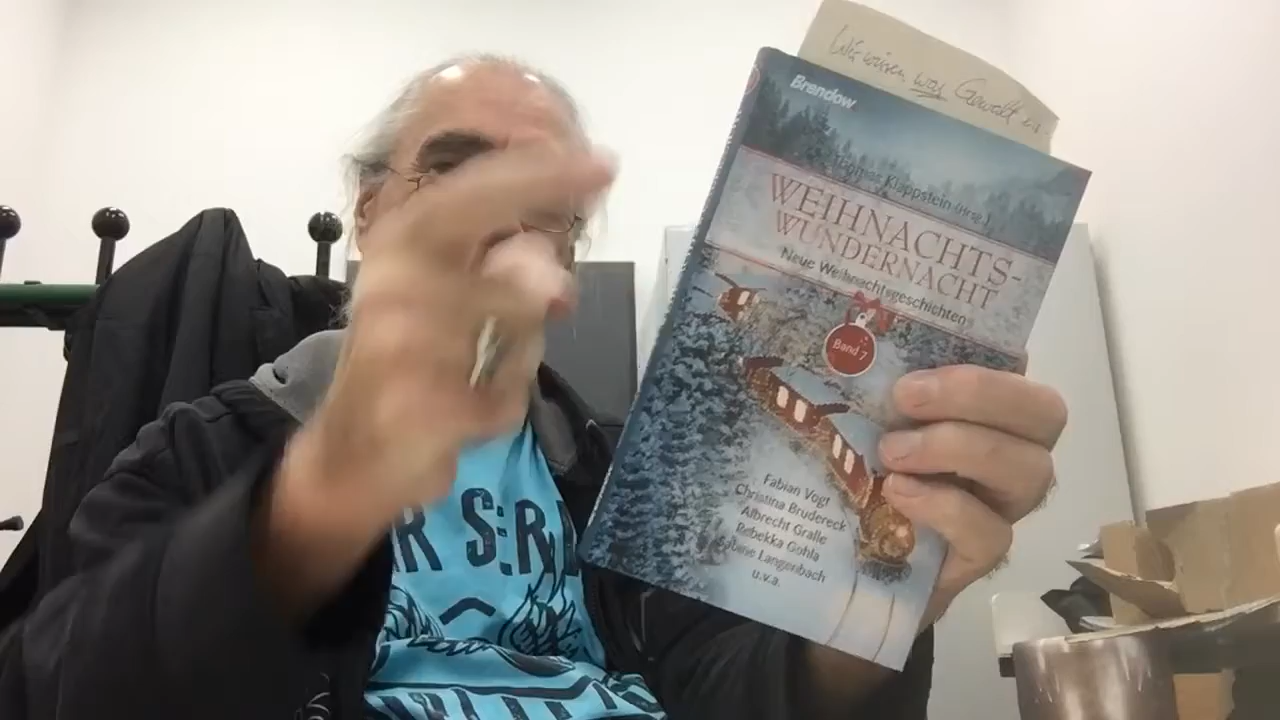 Wir wissen was Gewalt
Brendow
Thomas Klappstein (Hrsg.)
WEIHNACHTS-
WUNDERNACHT
Neue Weihnachtsgeschichten
Band 7
Fabian Vogt
Christina Brudereck
Albrecht Gralle
Rebekka Gohla
Sabine Langenbach
u.v.a.